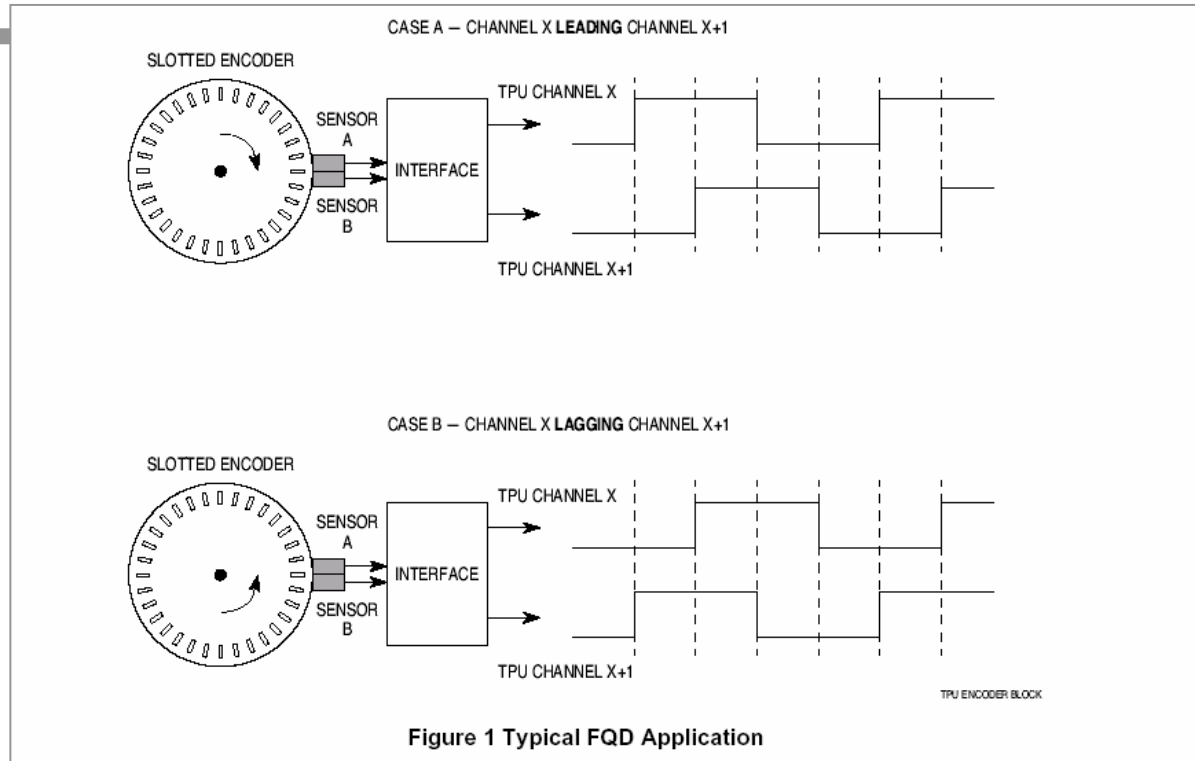 CASE A – CHANNEL X LEADING CHANNEL X+1
SLOTTED ENCODER
SENSOR
A
SENSOR
B
INTERFACE
TPU CHANNEL X
TPU CHANNEL X+1
CASE B – CHANNEL X LAGGING CHANNEL X+1
SLOTTED ENCODER
SENSOR
A
SENSOR
B
INTERFACE
TPU CHANNEL X
TPU CHANNEL X+1
TPU ENCODER BLOCK
Figure 1 Typical FQD Application